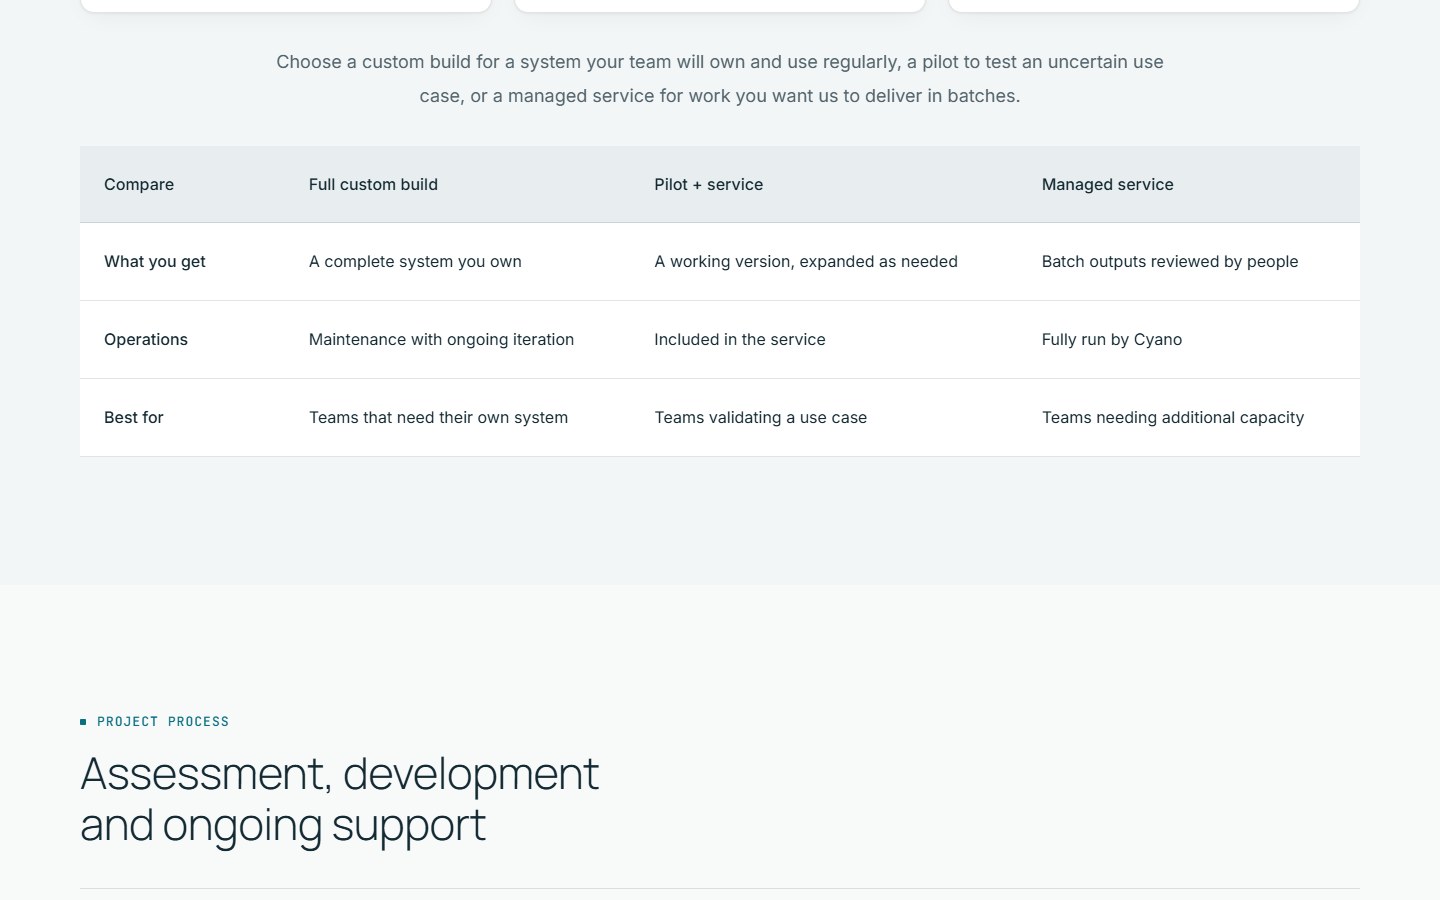 Choose a custom build for a system your team will own and use regularly, a pilot to test an uncertain use
case, or a managed service for work you want us to deliver in batches.
Compare Full custom build Pilot + service Managed service
What you get A complete system you own A working version, expanded as needed Batch outputs reviewed by people
Operations Maintenance with ongoing iteration Included in the service Fully run by Cyano
Best for Teams that need their own system Teams validating a use case Teams needing additional capacity
PROJECT PROCESS
Assessment, development
and ongoing support